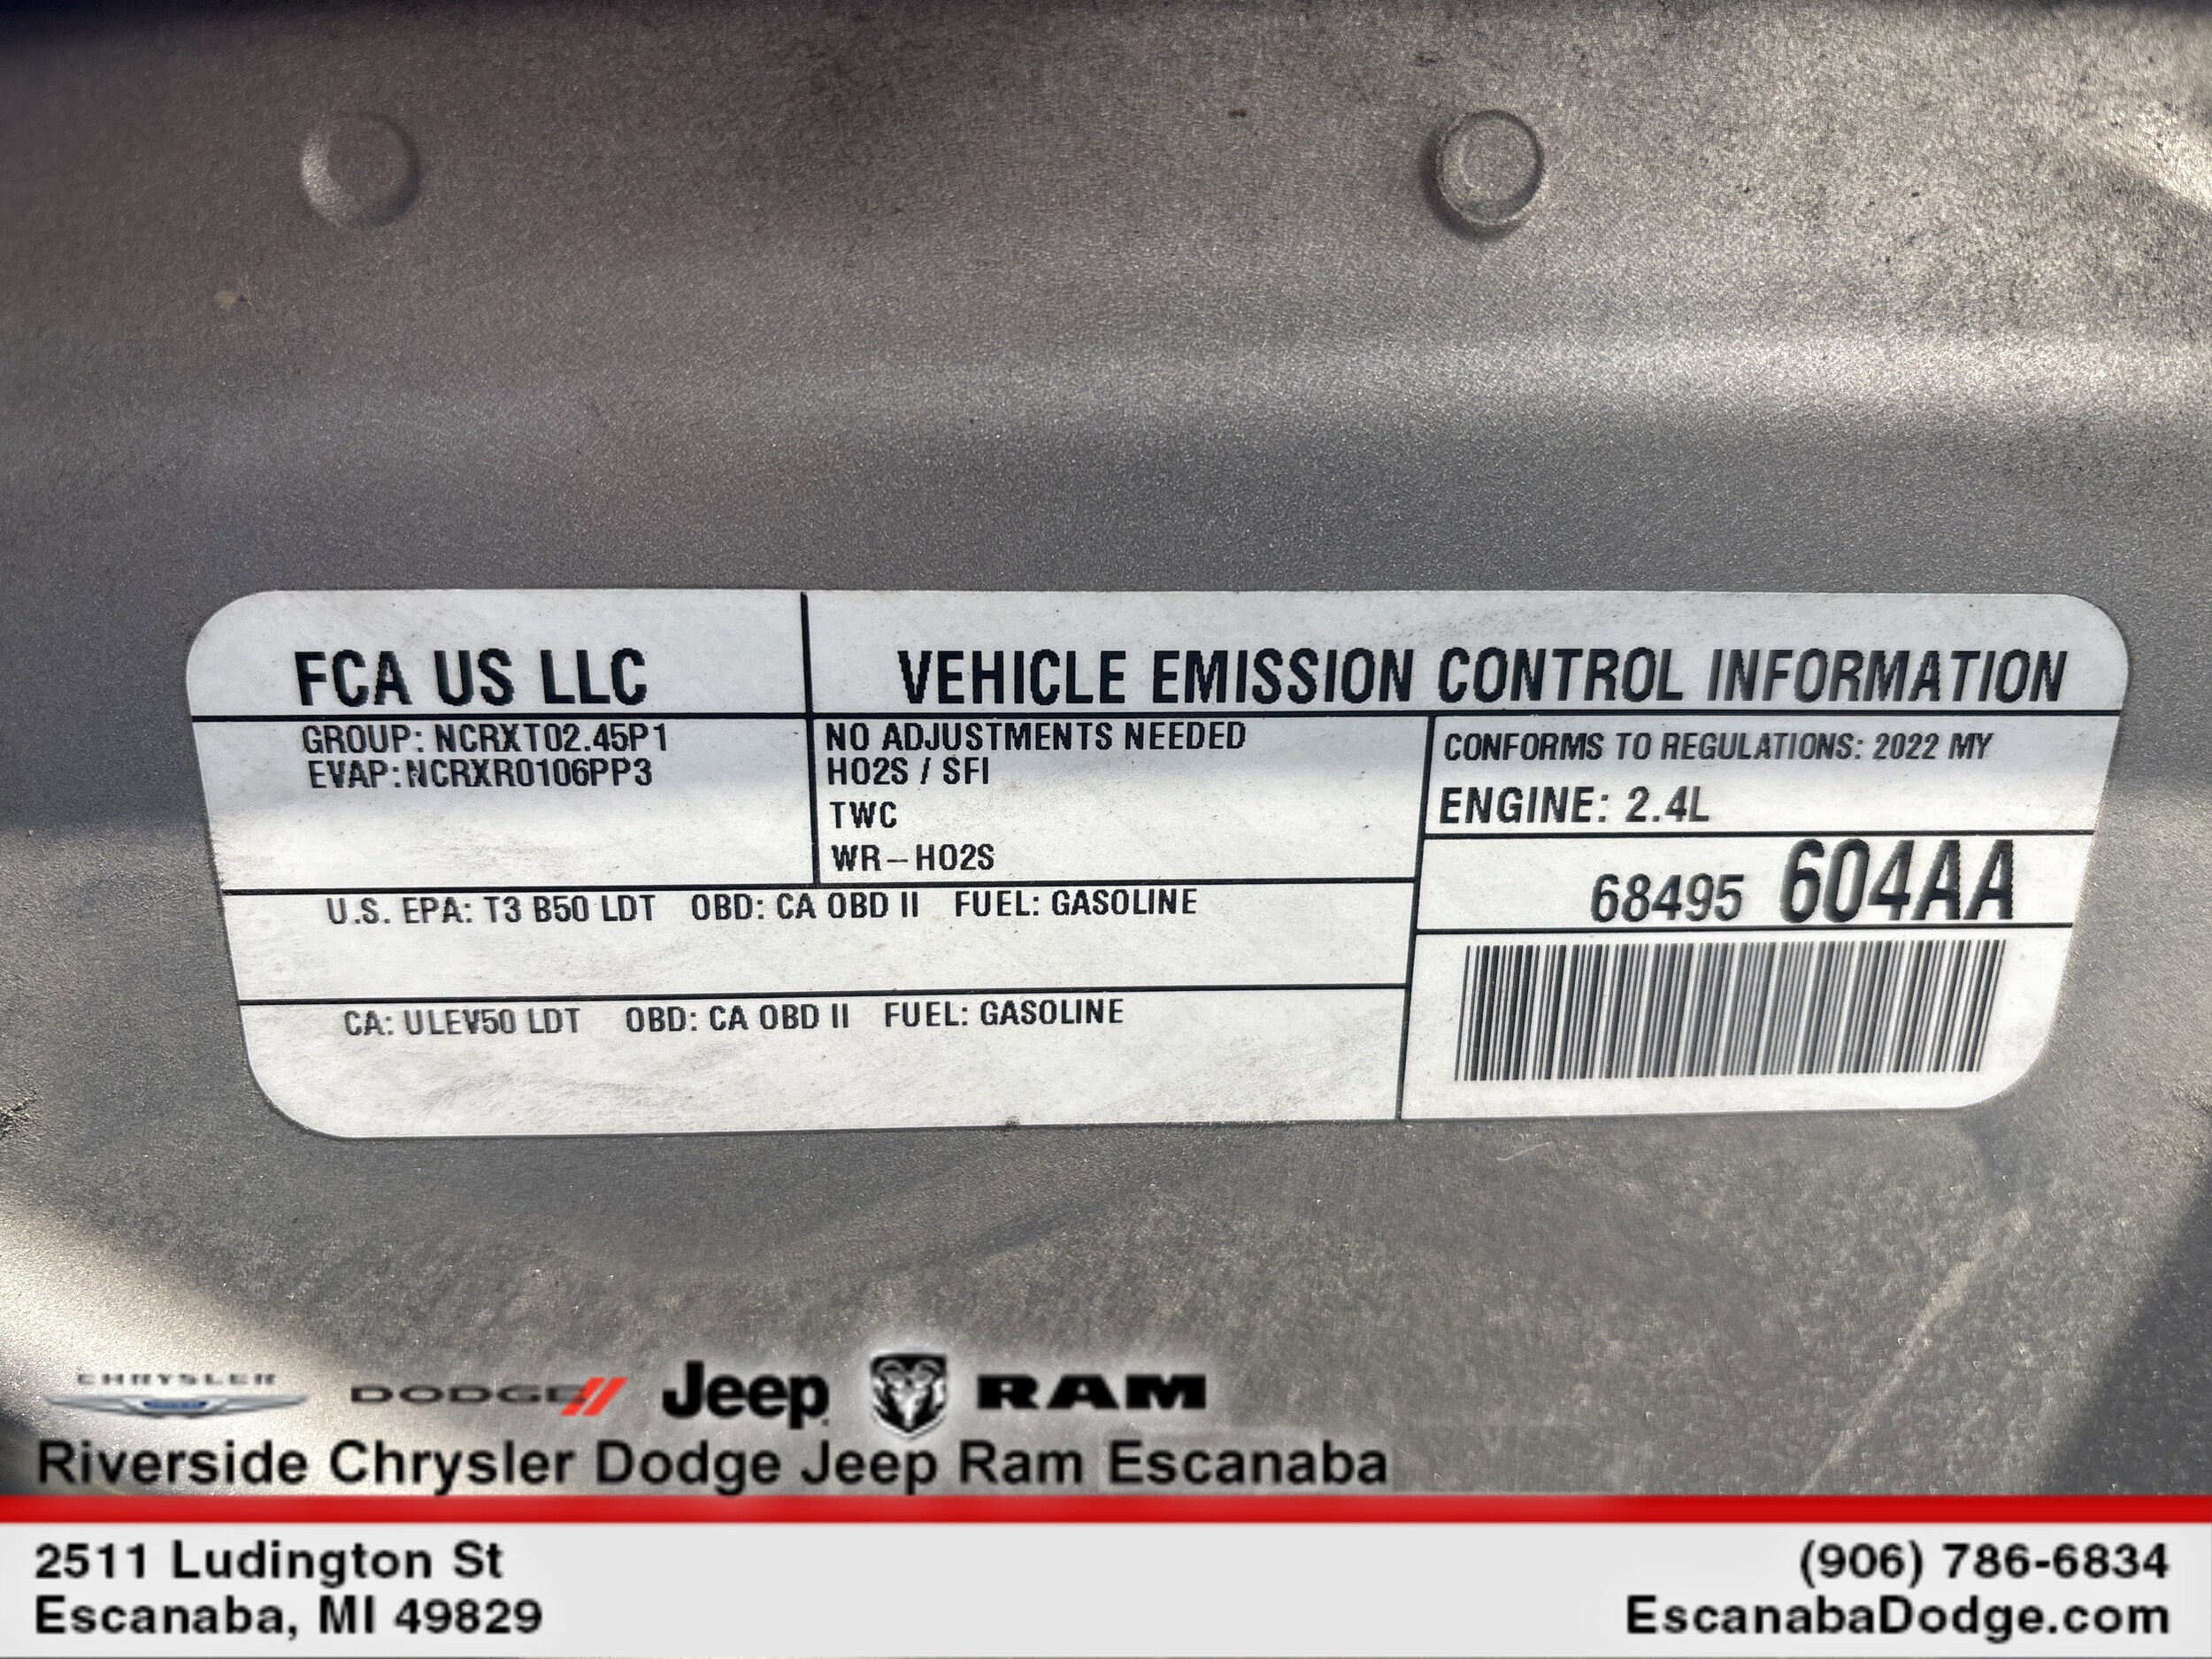 FCA US LLC
VEHICLE EMISSION CONTROL INFORMATION
GROUP: NCRXT02.45P1
EVAP:NCRXR0106PP3
NO ADJUSTMENTS NEEDED
HO2S / SFI
TWC
WR-HO2S
CONFORMS TO REGULATIONS: 2022 MY
ENGINE: 2.4L
68495 604AA
U.S. EPA: T3 B50 LDT OBD: CA OBD II FUEL: GASOLINE
CA: ULEV50 LDT OBD: CA OBD II FUEL: GASOLINE
CHRYSLER DODGE Jeep RAM
Riverside Chrysler Dodge Jeep Ram Escanaba
2511 Ludington St
Escanaba, MI 49829
(906) 786-6834
EscanabaDodge.com